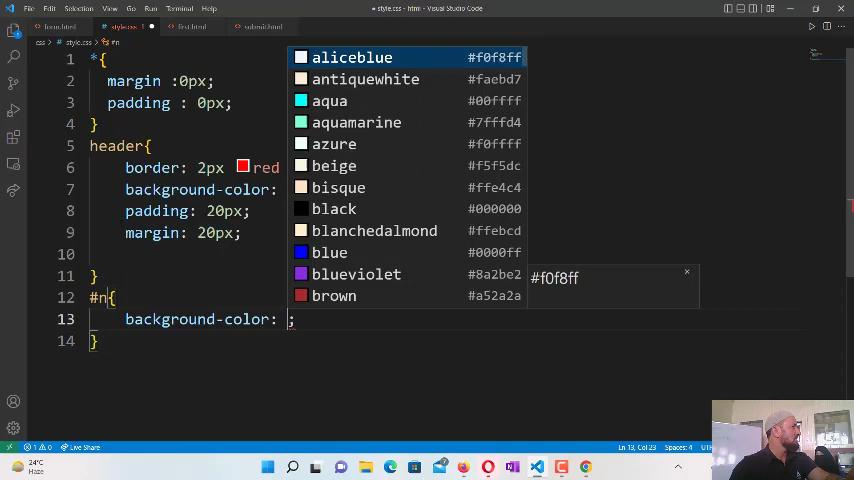 File Edit Selection View Go Run Terminal Help
style.css - html - Visual Studio Code
form.html style.css 1 first.html submit.html
css > style.css > #n
1 *{
2 margin :0px;
3 padding : 0px;
4 }
5 header{
6 border: 2px red
7 background-color:
8 padding: 20px;
9 margin: 20px;
10
11 }
12 #n{
13 background-color: ;
14 }
aliceblue #f0f8ff
antiquewhite #faebd7
aqua #00ffff
aquamarine #7fffd4
azure #f0ffff
beige #f5f5dc
bisque #ffe4c4
black #000000
blanchedalmond #ffebcd
blue #0000ff
blueviolet #8a2be2
brown #a52a2a
#f0f8ff
1 0 Live Share Ln 13, Col 23 Spaces: 4 UTF
24°C
Haze